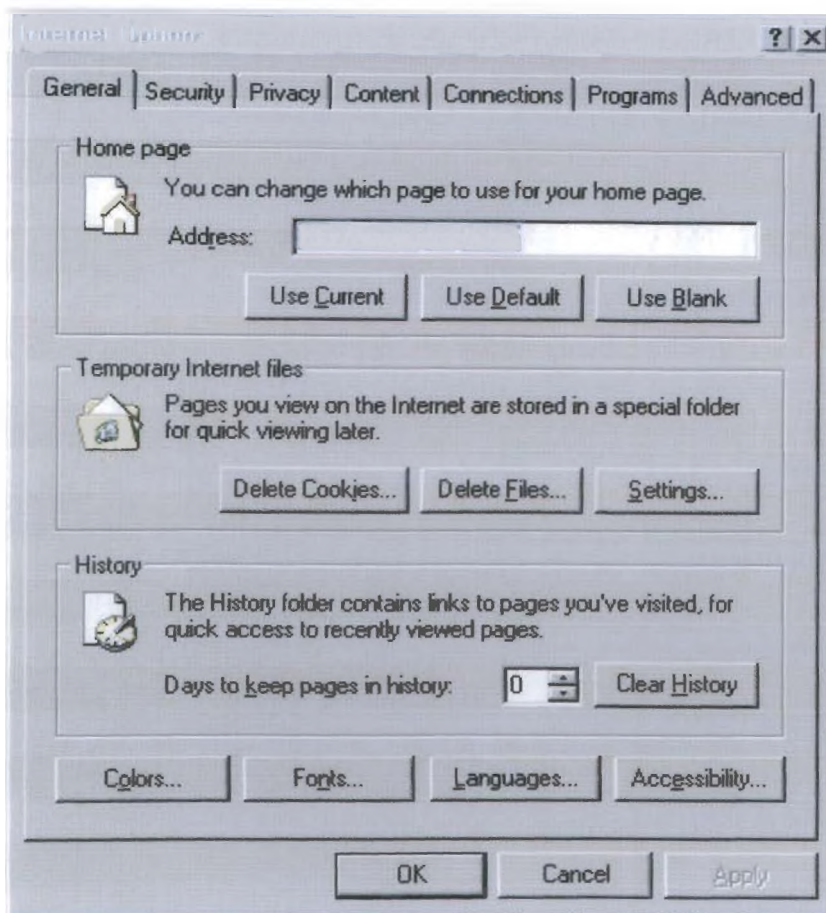 Internet Options
General Security Privacy Content Connections Programs Advanced
Home page
You can change which page to use for your home page.
Address:
Use Current Use Default Use Blank
Temporary Internet files
Pages you view on the Internet are stored in a special folder
for quick viewing later.
Delete Cookies... Delete Files... Settings...
History
The History folder contains links to pages you've visited, for
quick access to recently viewed pages.
Days to keep pages in history: 0 Clear History
Colors... Fonts... Languages... Accessibility...
OK Cancel Apply